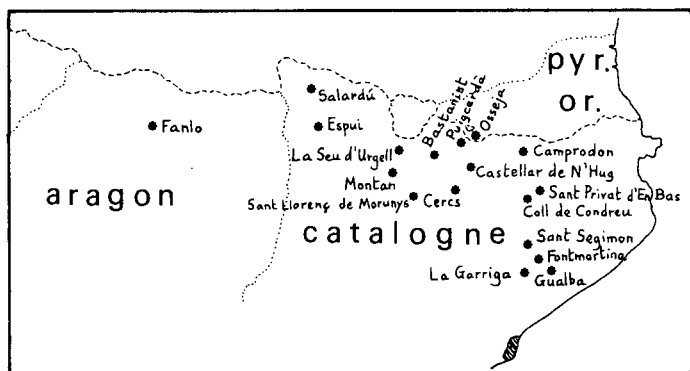 pyr.
or.
Salardú
Fanlo
Espui
Bastanist
Puigcerdà
Osseja
La Seu d'Urgell
Camprodon
Montan
Castellar de N'Hug
aragon
Sant Llorenç de Morunys
Cercs
Sant Privat d'En Bas
Coll de Condreu
catalogne
Sant Segimon
Fontmartina
La Garriga
Gualba